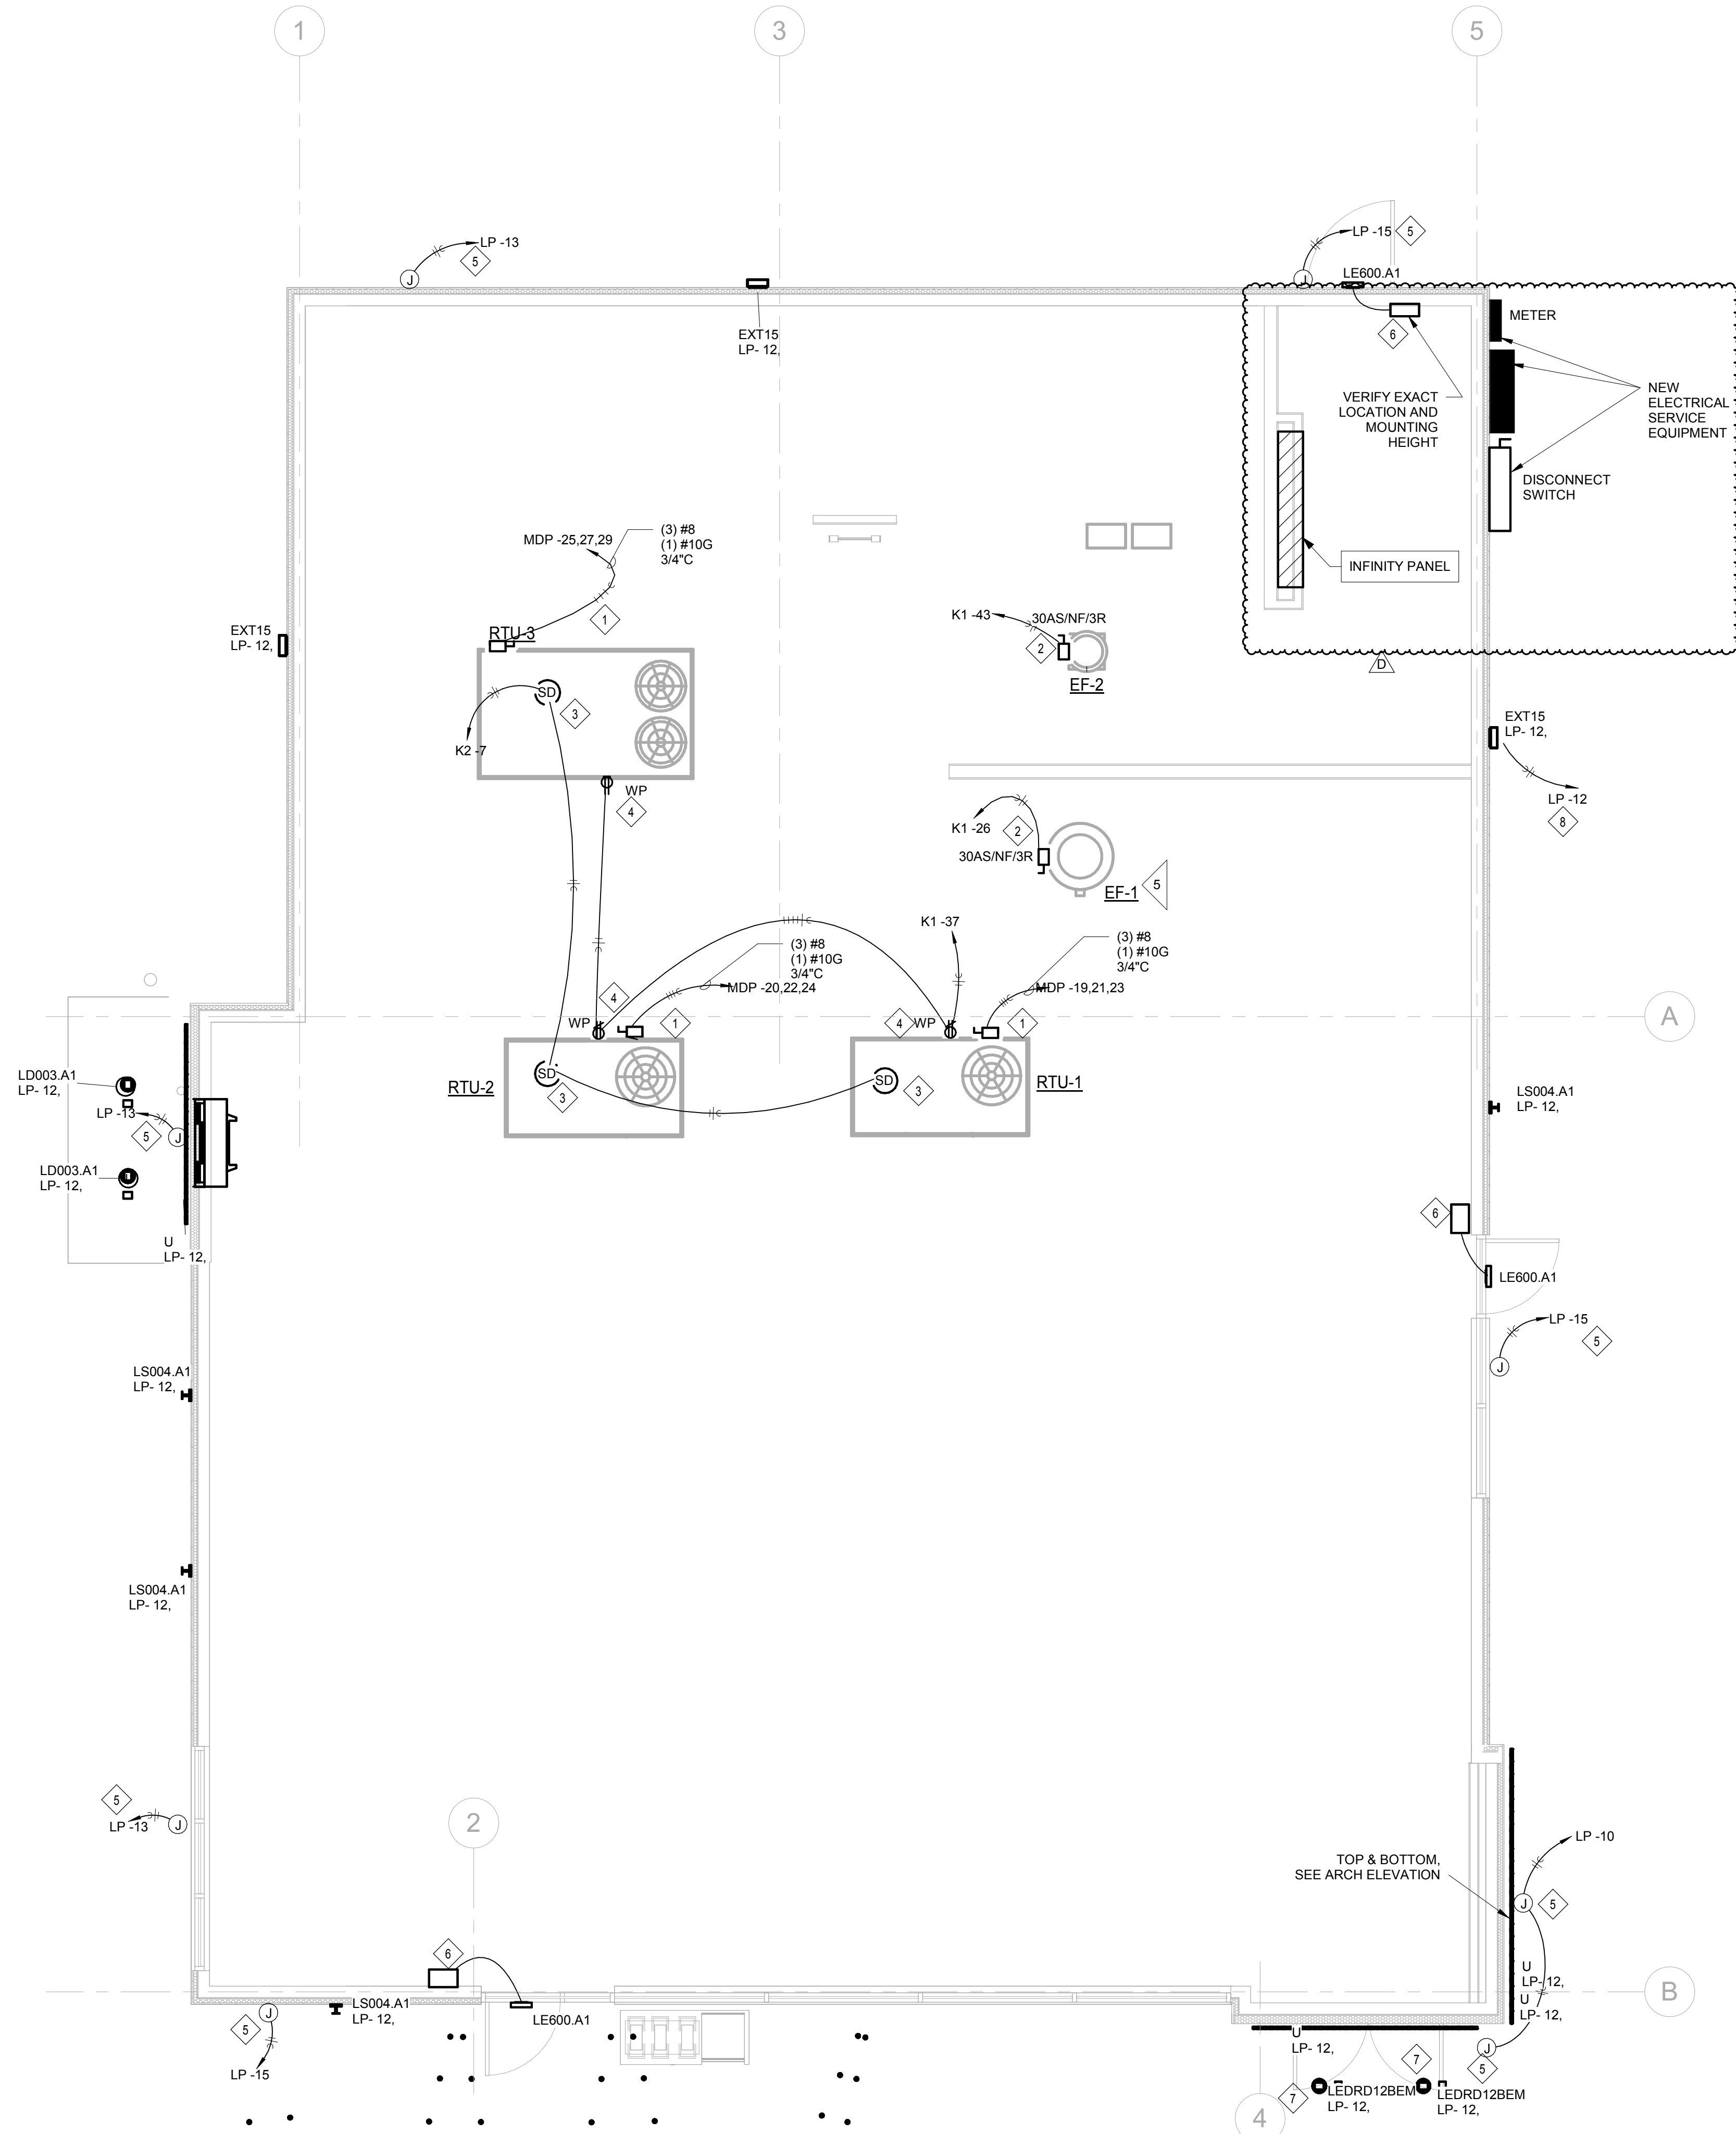 1
3
5
LP -13
5
LP -15
5
LE600.A1
J
J
METER
6
EXT15
LP- 12,
VERIFY EXACT
LOCATION AND
MOUNTING
HEIGHT
NEW
ELECTRICAL
SERVICE
EQUIPMENT
DISCONNECT
SWITCH
INFINITY PANEL
MDP -25,27,29
(3) #8
(1) #10G
3/4"C
1
EXT15
LP- 12,
RTU-3
K1 -43
30AS/NF/3R
2
EF-2
D
SD
3
K2 -7
WP
4
EXT15
LP- 12,
LP -12
8
K1 -26
2
30AS/NF/3R
EF-1
5
K1 -37
(3) #8
(1) #10G
3/4"C
MDP -20,22,24
(3) #8
(1) #10G
3/4"C
MDP -19,21,23
4
WP
1
4
WP
1
A
RTU-2
SD
3
SD
3
RTU-1
LD003.A1
LP- 12,
LP -13
5
J
LD003.A1
LP- 12,
U
LP- 12,
LS004.A1
LP- 12,
6
LE600.A1
LP -15
5
J
LS004.A1
LP- 12,
LS004.A1
LP- 12,
5
LP -13
J
2
TOP & BOTTOM,
SEE ARCH ELEVATION
LP -10
J
5
6
U
LP- 12,
U
LP- 12,
B
J
5
LP -15
LS004.A1
LP- 12,
LE600.A1
U
LP- 12,
J
5
7
7
LEDRD12BEM
LP- 12,
LEDRD12BEM
LP- 12,
4